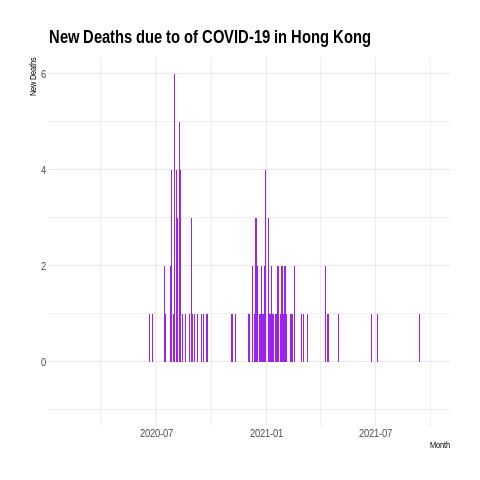 New Deaths due to of COVID-19 in Hong Kong
New Deaths
6
4
2
0
2020-07
2021-01
2021-07
Month